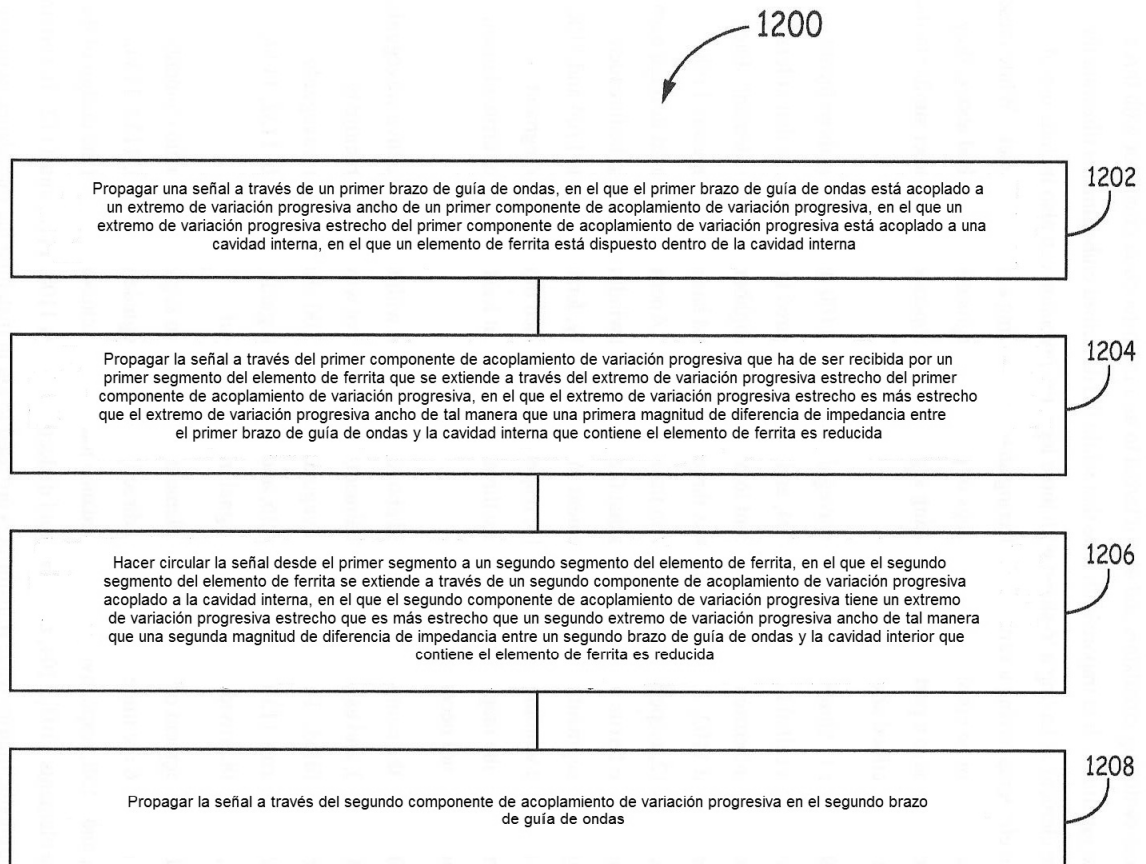 1200
1202
Propagar una señal a través de un primer brazo de guía de ondas, en el que el primer brazo de guía de ondas está acoplado a
un extremo de variación progresiva ancho de un primer componente de acoplamiento de variación progresiva, en el que un
extremo de variación progresiva estrecho del primer componente de acoplamiento de variación progresiva está acoplado a una
cavidad interna, en el que un elemento de ferrita está dispuesto dentro de la cavidad interna
1204
Propagar la señal a través del primer componente de acoplamiento de variación progresiva que ha de ser recibida por un
primer segmento del elemento de ferrita que se extiende a través del extremo de variación progresiva estrecho del primer
componente de acoplamiento de variación progresiva, en el que el extremo de variación progresiva estrecho es más estrecho
que el extremo de variación progresiva ancho de tal manera que una primera magnitud de diferencia de impedancia entre
el primer brazo de guía de ondas y la cavidad interna que contiene el elemento de ferrita es reducida
1206
Hacer circular la señal desde el primer segmento a un segundo segmento del elemento de ferrita, en el que el segundo
segmento del elemento de ferrita se extiende a través de un segundo componente de acoplamiento de variación progresiva
acoplado a la cavidad interna, en el que el segundo componente de acoplamiento de variación progresiva tiene un extremo
de variación progresiva estrecho que es más estrecho que un segundo extremo de variación progresiva ancho de tal manera
que una segunda magnitud de diferencia de impedancia entre un segundo brazo de guía de ondas y la cavidad interior que
contiene el elemento de ferrita es reducida
1208
Propagar la señal a través del segundo componente de acoplamiento de variación progresiva en el segundo brazo
de guía de ondas